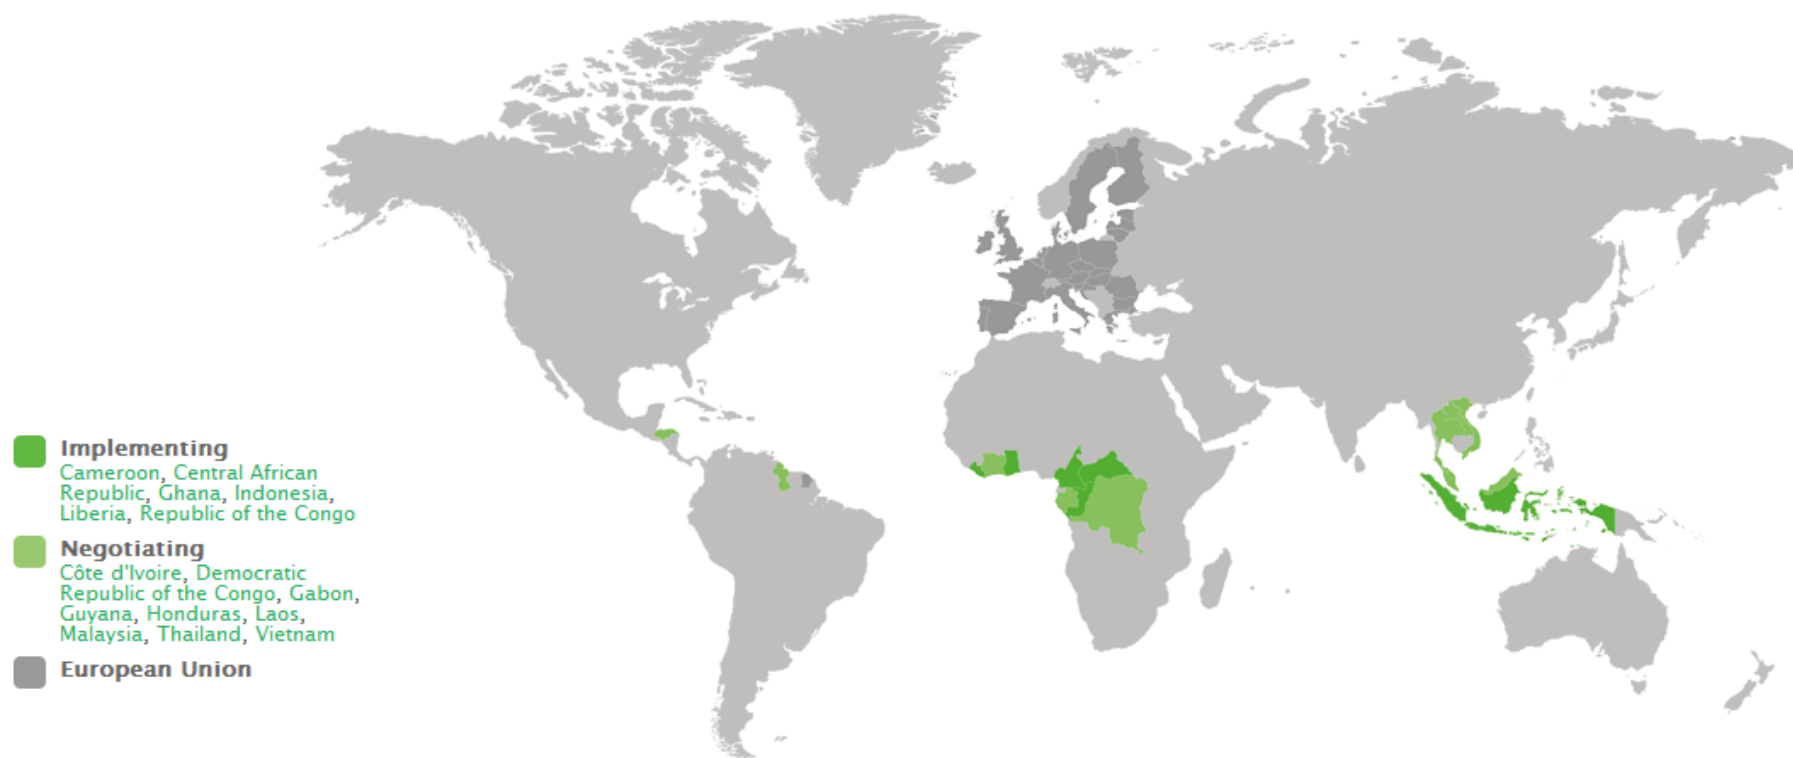 Implementing
Cameroon, Central African
Republic, Ghana, Indonesia,
Liberia, Republic of the Congo
Negotiating
Côte d'Ivoire, Democratic
Republic of the Congo, Gabon,
Guyana, Honduras, Laos,
Malaysia, Thailand, Vietnam
European Union